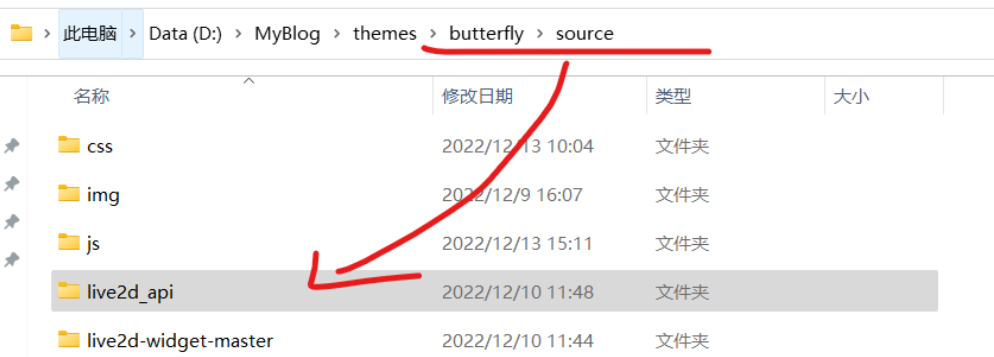 此电脑 > Data (D:) > MyBlog > themes > butterfly > source
名称 修改日期 类型 大小
css 2022/12/13 10:04 文件夹
img 2022/12/9 16:07 文件夹
js 2022/12/13 15:11 文件夹
live2d_api 2022/12/10 11:48 文件夹
live2d-widget-master 2022/12/10 11:44 文件夹